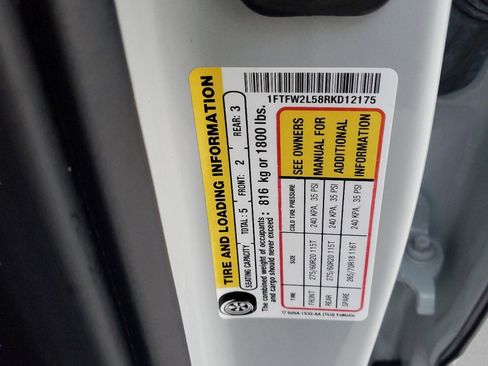 1FTFW2L58RKD12175
TIRE AND LOADING INFORMATION
SEATING CAPACITY TOTAL: 5 FRONT: 2 REAR: 3
The combined weight of occupants and cargo should never exceed: 816 kg or 1800 lbs.
TIRE SIZE COLD TIRE PRESSURE
FRONT 275/60R20 115T 240 KPA, 35 PSI
REAR 275/60R20 115T 240 KPA, 35 PSI
SPARE 265/70R18 116T 240 KPA, 35 PSI
SEE OWNERS
MANUAL FOR
ADDITIONAL
INFORMATION